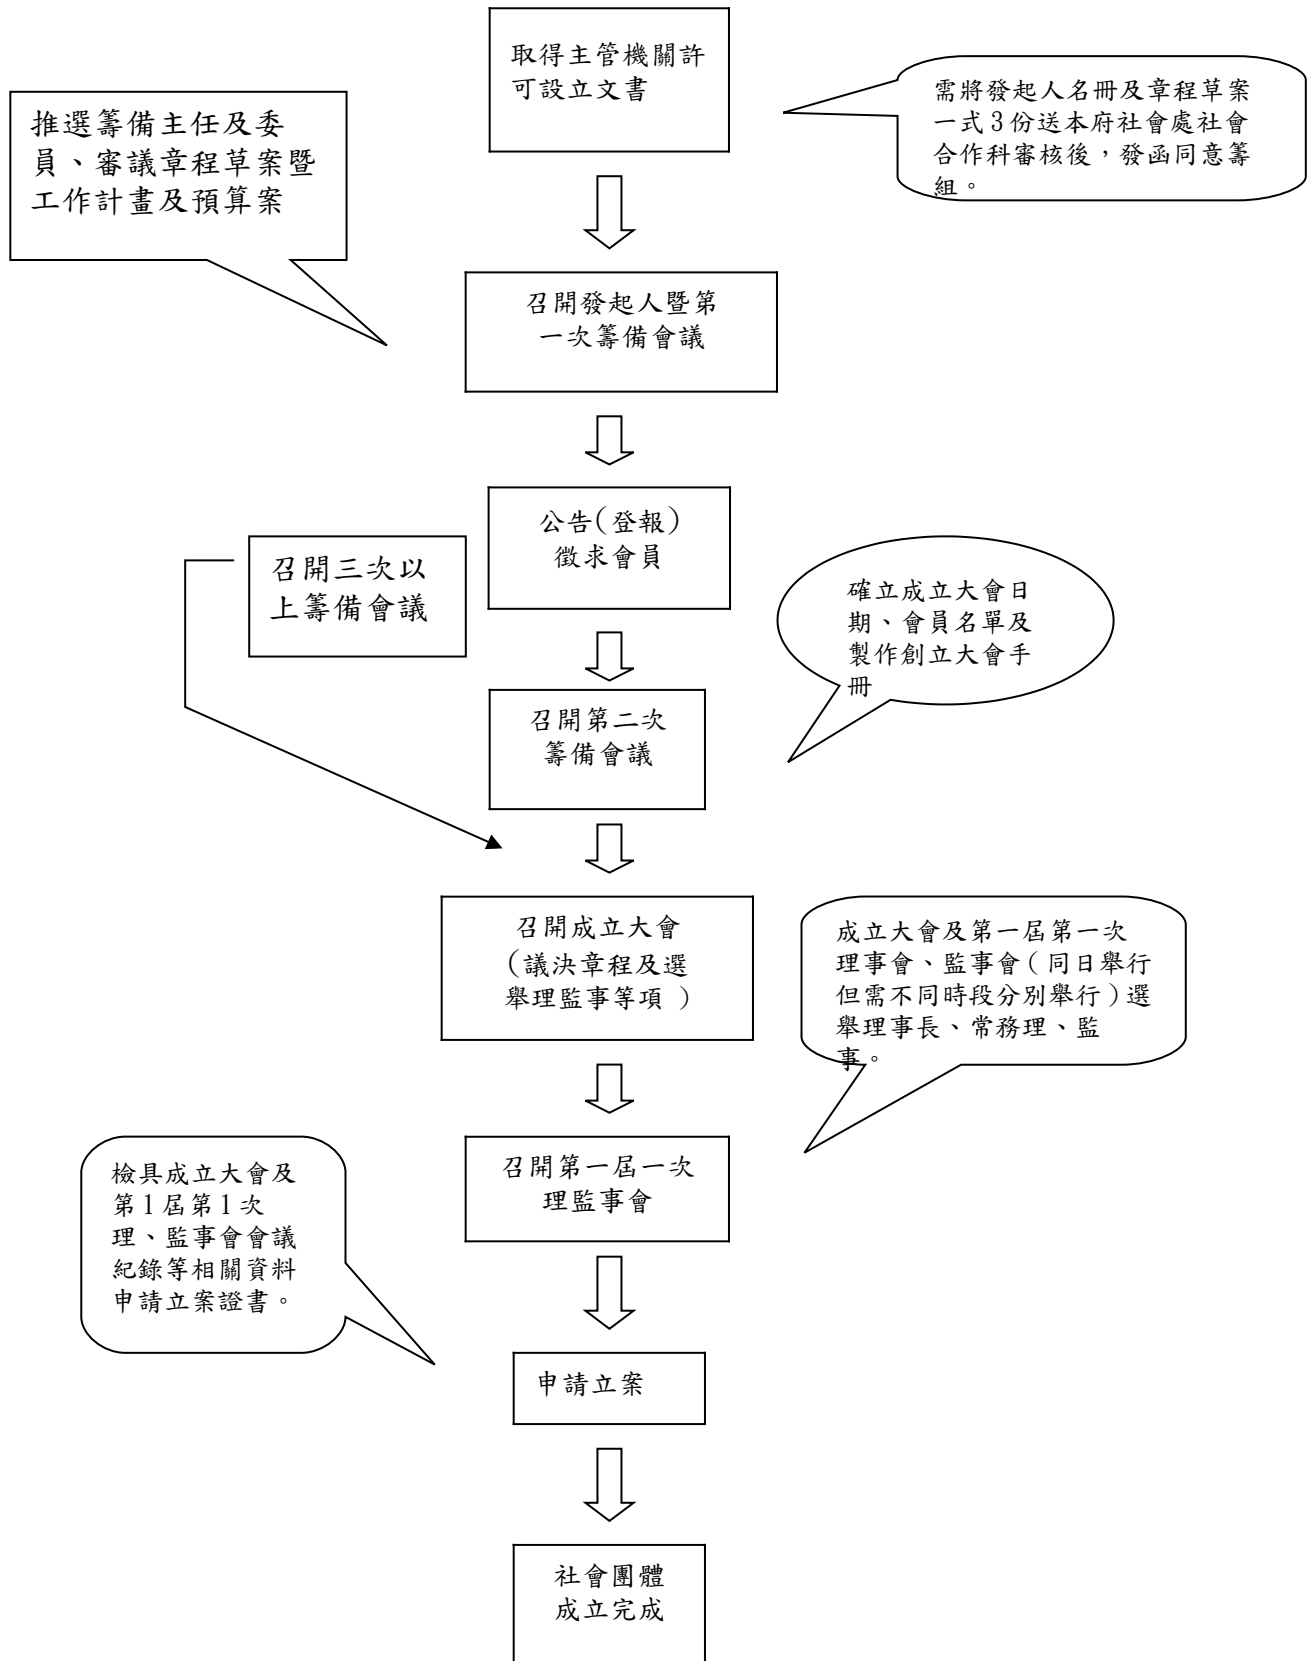 取得主管機關許
可設立文書
需將發起人名冊及章程草案
一式3份送本府社會處社會
合作科審核後，發函同意籌
組。
推選籌備主任及委
員、審議章程草案暨
工作計畫及預算案
召開發起人暨第
一次籌備會議
公告(登報)
徵求會員
召開三次以
上籌備會議
確立成立大會日
期、會員名單及
製作創立大會手
冊
召開第二次
籌備會議
召開成立大會
(議決章程及選
舉理監事等項 )
成立大會及第一屆第一次
理事會、監事會(同日舉行
但需不同時段分別舉行)選
舉理事長、常務理、監
事。
召開第一屆一次
理監事會
檢具成立大會及
第1屆第1次
理、監事會會議
紀錄等相關資料
申請立案證書。
申請立案
社會團體
成立完成